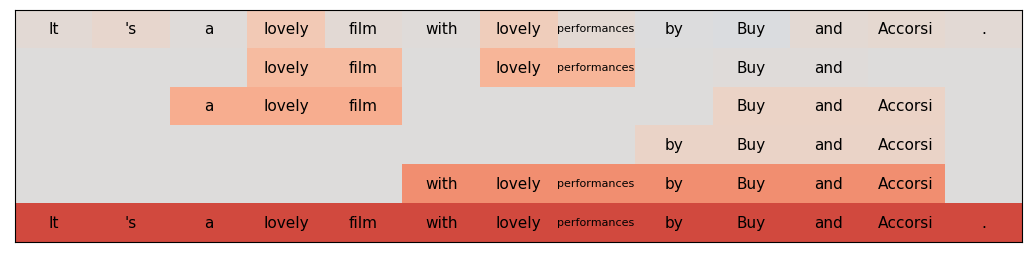 It 's a lovely film with lovely performances by Buy and Accorsi .
lovely film lovely performances Buy and
a lovely film Buy and Accorsi
by Buy and Accorsi
with lovely performances by Buy and Accorsi
It 's a lovely film with lovely performances by Buy and Accorsi .